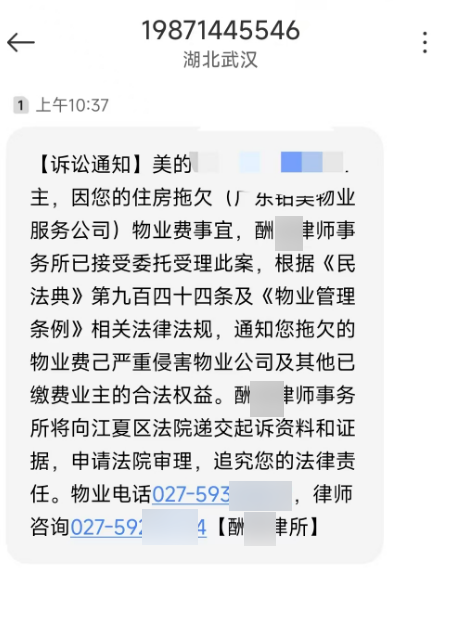 19871445546
湖北武汉
1 上午10:37
【诉讼通知】美的
主，因您的住房拖欠（广东铂美物业
服务公司）物业费事宜，酬 律师事
务所已接受委托受理此案，根据《民
法典》第九百四十四条及《物业管理
条例》相关法律法规，通知您拖欠的
物业费己严重侵害物业公司及其他已
缴费业主的合法权益。酬 律师事务
所将向江夏区法院递交起诉资料和证
据，申请法院审理，追究您的法律责
任。物业电话027-593 ，律师
咨询027-592 4【酬 律所】